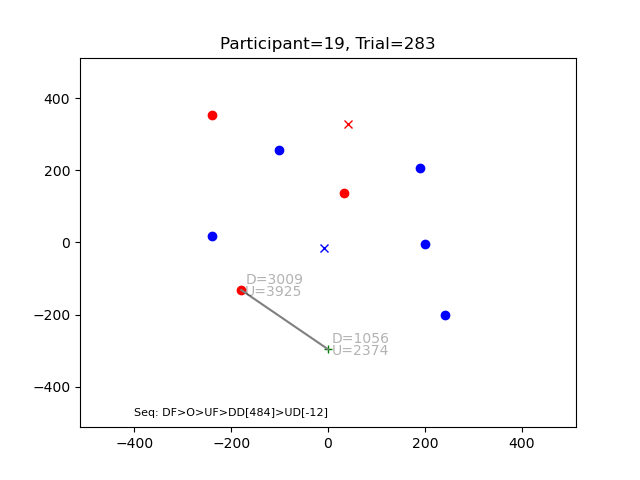 Participant=19, Trial=283
400
200
0
−200
−400
D=3009
U=3925
D=1056
U=2374
Seq: DF>O>UF>DD[484]>UD[-12]
−400 −200 0 200 400